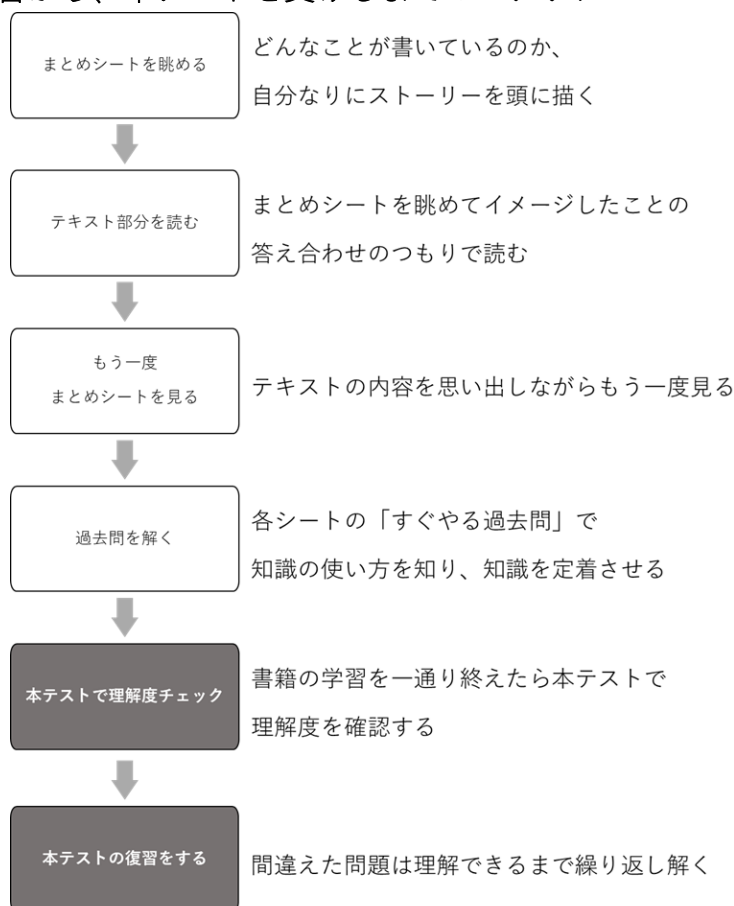 まとめシートを眺める
どんなことが書いているのか、
自分なりにストーリーを頭に描く
テキスト部分を読む
まとめシートを眺めてイメージしたことの
答え合わせのつもりで読む
もう一度
まとめシートを見る
テキストの内容を思い出しながらもう一度見る
過去問を解く
各シートの「すぐやる過去問」で
知識の使い方を知り、知識を定着させる
本テストで理解度チェック
書籍の学習を一通り終えたら本テストで
理解度を確認する
本テストの復習をする
間違えた問題は理解できるまで繰り返し解く